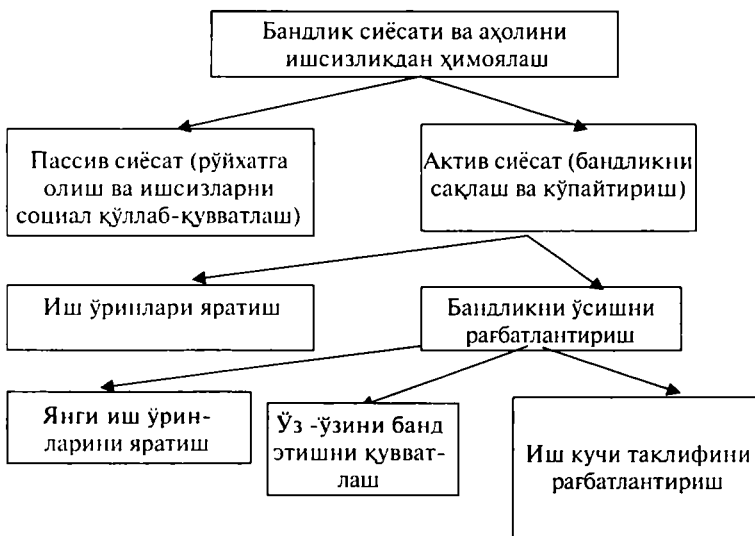 Бандлик сиёсати ва аҳолини
ишсизликдан ҳимоялаш
Пассив сиёсат (рўйхатга
олиш ва ишсизларни
социал қўллаб-қувватлаш)
Актив сиёсат (бандликни
сақлаш ва кўпайтириш)
Иш ўринлари яратиш
Бандликни ўсишни
рағбатлантириш
Янги иш ўрин-
ларини яратиш
Ўз -ўзини банд
этишни қувват-
лаш
Иш кучи таклифини
рағбатлантириш